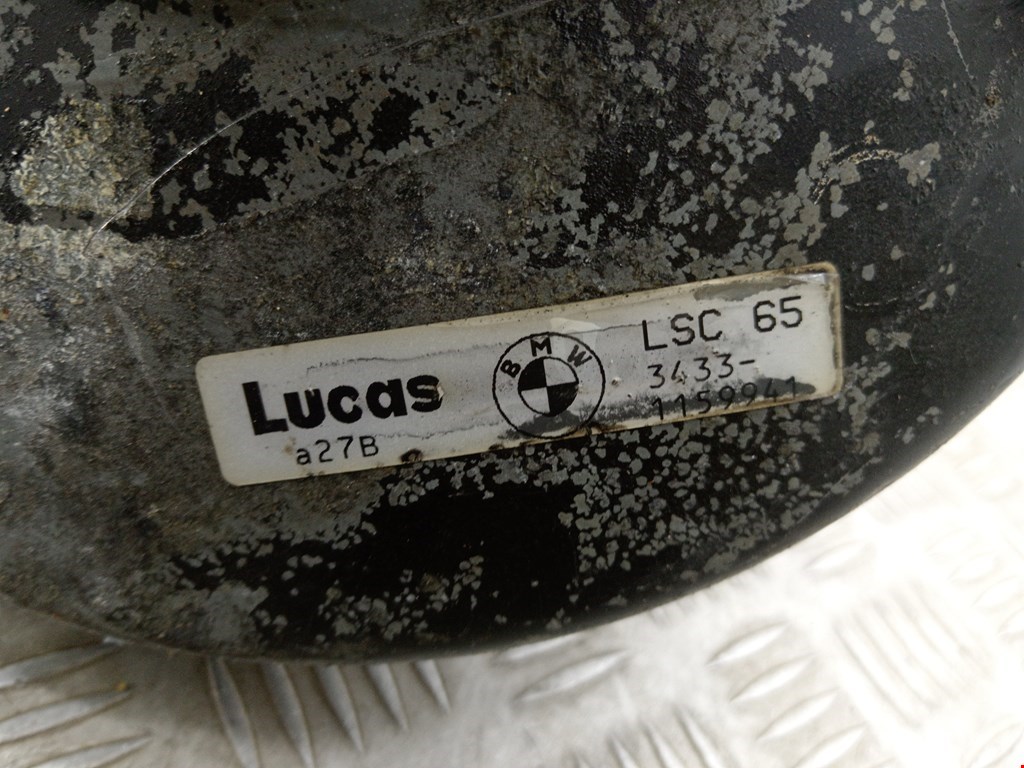 Lucas
a27B
BMW
LSC 65
3433-
1159941